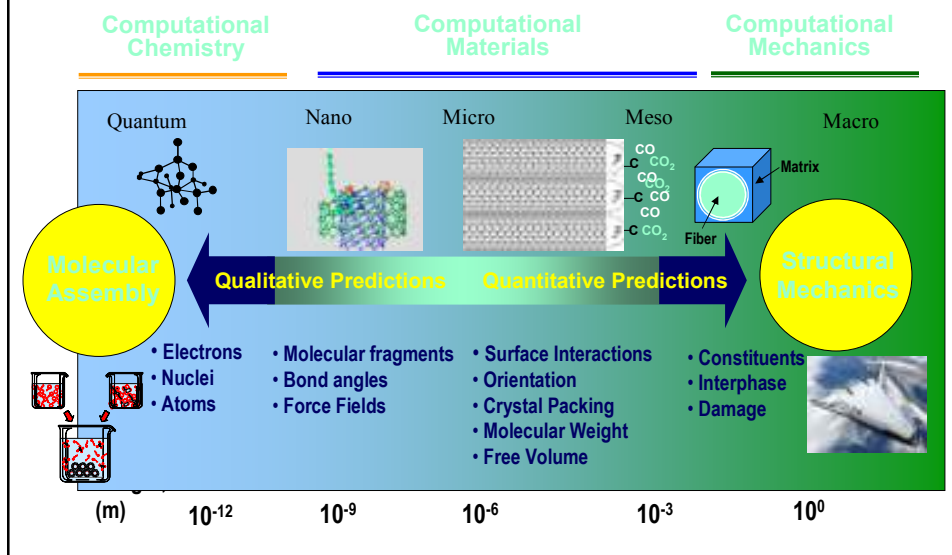 Computational
Chemistry
Computational
Materials
Computational
Mechanics
Quantum
Nano
Micro
Meso
Macro
CO
C CO2
CO
CO2
C CO
CO
C CO2
Matrix
Fiber
Molecular
Assembly
Qualitative Predictions
Quantitative Predictions
Structural
Mechanics
• Electrons
• Nuclei
• Atoms
• Molecular fragments
• Bond angles
• Force Fields
• Surface Interactions
• Orientation
• Crystal Packing
• Molecular Weight
• Free Volume
• Constituents
• Interphase
• Damage
(m) 10-12 10-9 10-6 10-3 100